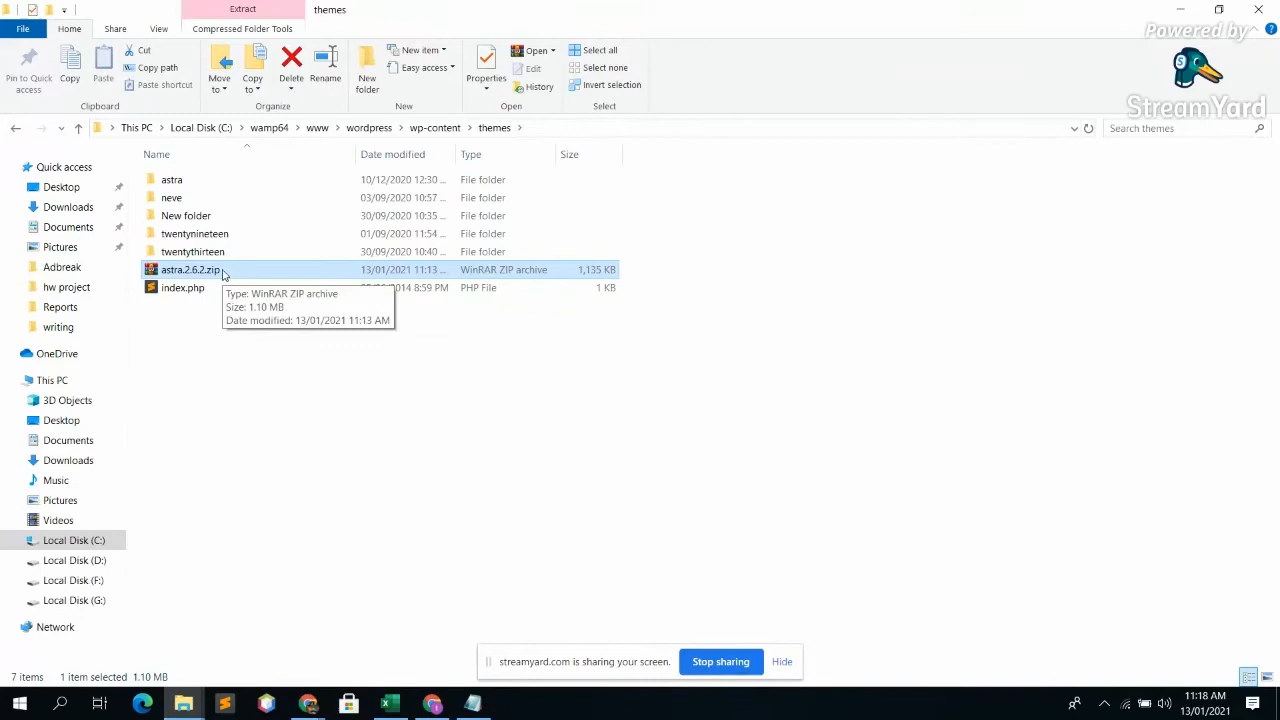 Extract
themes
File
Home
Share
View
Compressed Folder Tools
Powered by
Pin to Quick access
Copy
Paste
Cut
Copy path
Paste shortcut
Clipboard
Move to
Copy to
Delete
Rename
Organize
New folder
New item
Easy access
New
Properties
Open
Edit
History
Open
Select all
Select none
Invert selection
Select
StreamYard
This PC > Local Disk (C:) > wamp64 > www > wordpress > wp-content > themes >
Search themes
Name Date modified Type Size
astra 10/12/2020 12:30 ... File folder
neve 03/09/2020 10:57 ... File folder
New folder 30/09/2020 10:35 ... File folder
twentynineteen 01/09/2020 11:54 ... File folder
twentythirteen 30/09/2020 10:40 ... File folder
astra.2.6.2.zip 13/01/2021 11:13 ... WinRAR ZIP archive 1,135 KB
index.php 2014 8:59 PM PHP File 1 KB
Type: WinRAR ZIP archive
Size: 1.10 MB
Date modified: 13/01/2021 11:13 AM
Quick access
Desktop
Downloads
Documents
Pictures
Adbreak
hw project
Reports
writing
OneDrive
This PC
3D Objects
Desktop
Documents
Downloads
Music
Pictures
Videos
Local Disk (C:)
Local Disk (D:)
Local Disk (F:)
Local Disk (G:)
Network
streamyard.com is sharing your screen.
Stop sharing
Hide
7 items 1 item selected 1.10 MB
11:18 AM
13/01/2021